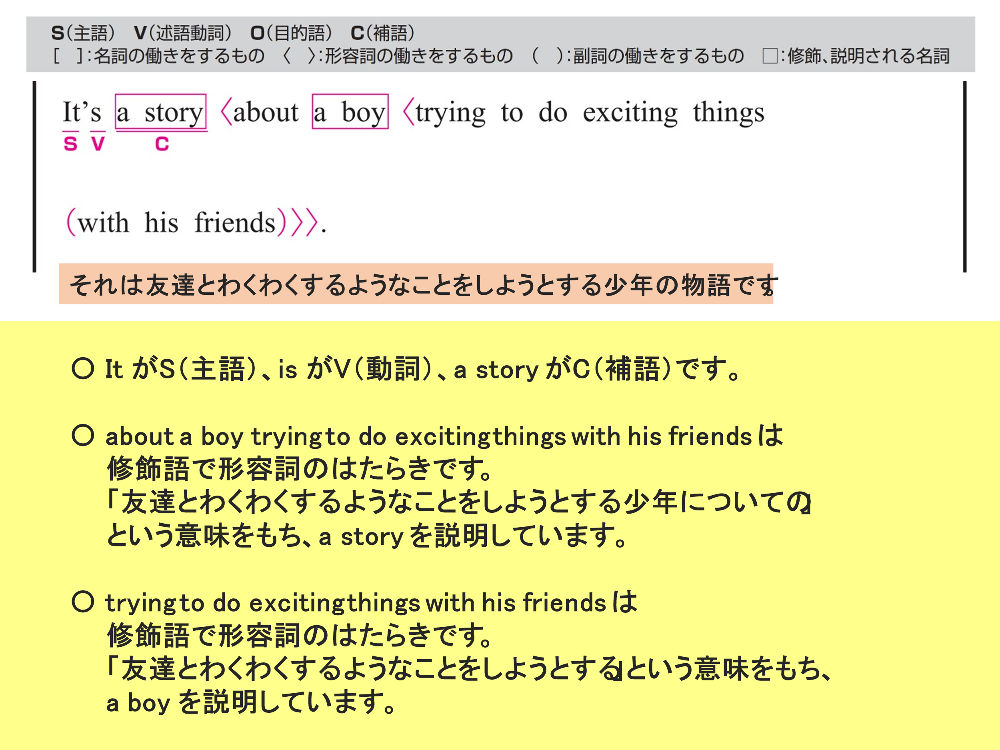 S(主語) V(述語動詞) O(目的語) C(補語)
[ ]:名詞の働きをするもの 〈 〉:形容詞の働きをするもの ( ):副詞の働きをするもの □:修飾、説明される名詞
It's a story 〈about a boy 〈trying to do exciting things
S V C
(with his friends)〉〉.
それは友達とわくわくするようなことをしようとする少年の物語です。
○ It がS(主語)、is がV(動詞)、a story がC(補語)です。
○ about a boy trying to do exciting things with his friends は
修飾語で形容詞のはたらきです。
「友達とわくわくするようなことをしようとする少年についての」
という意味をもち、a story を説明しています。
○ trying to do exciting things with his friends は
修飾語で形容詞のはたらきです。
「友達とわくわくするようなことをしようとする」という意味をもち、
a boy を説明しています。